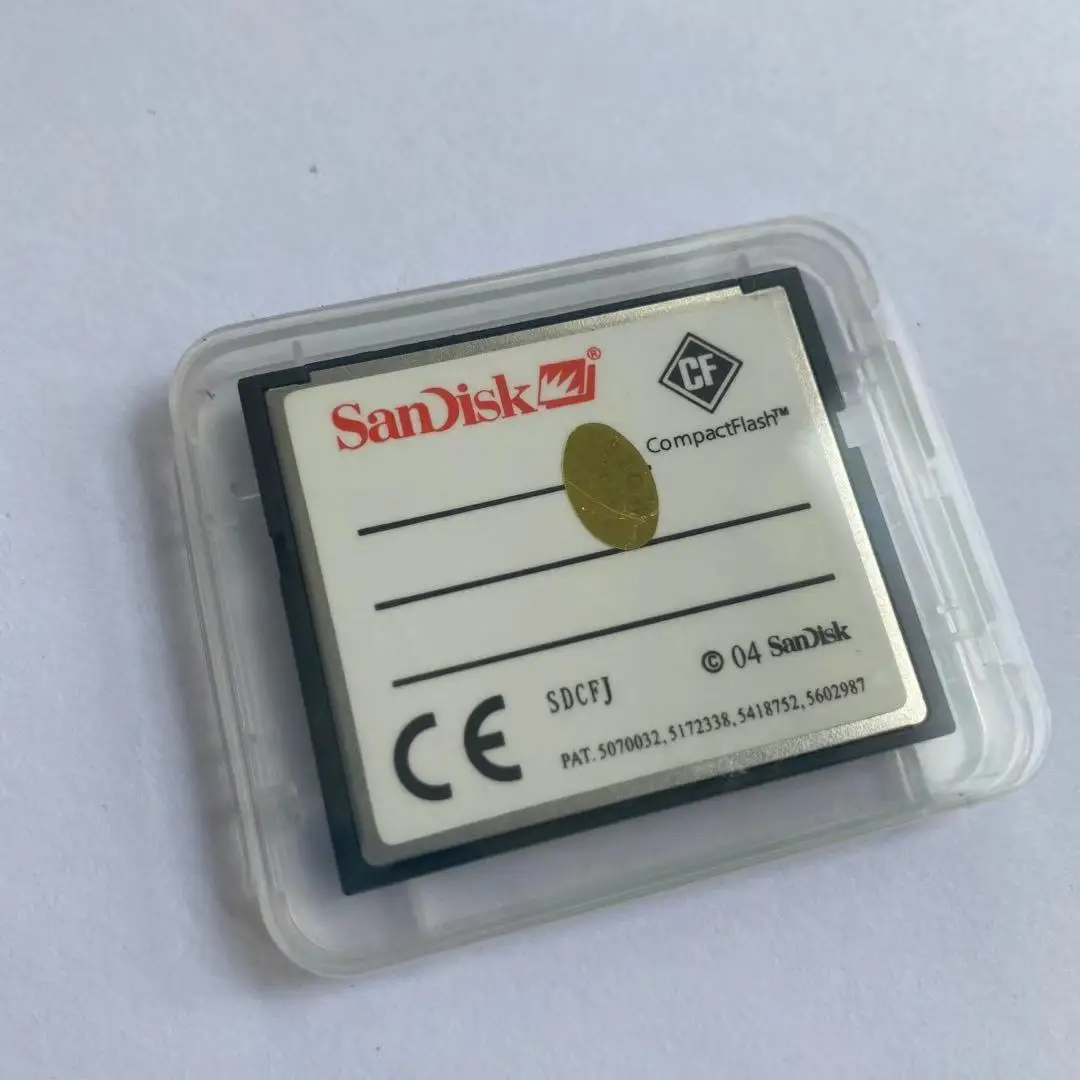 SanDisk®
CF
CompactFlash™
© 04 SanDisk
CE SDCFJ
PAT. 5070032, 5172338, 5418752, 5602987